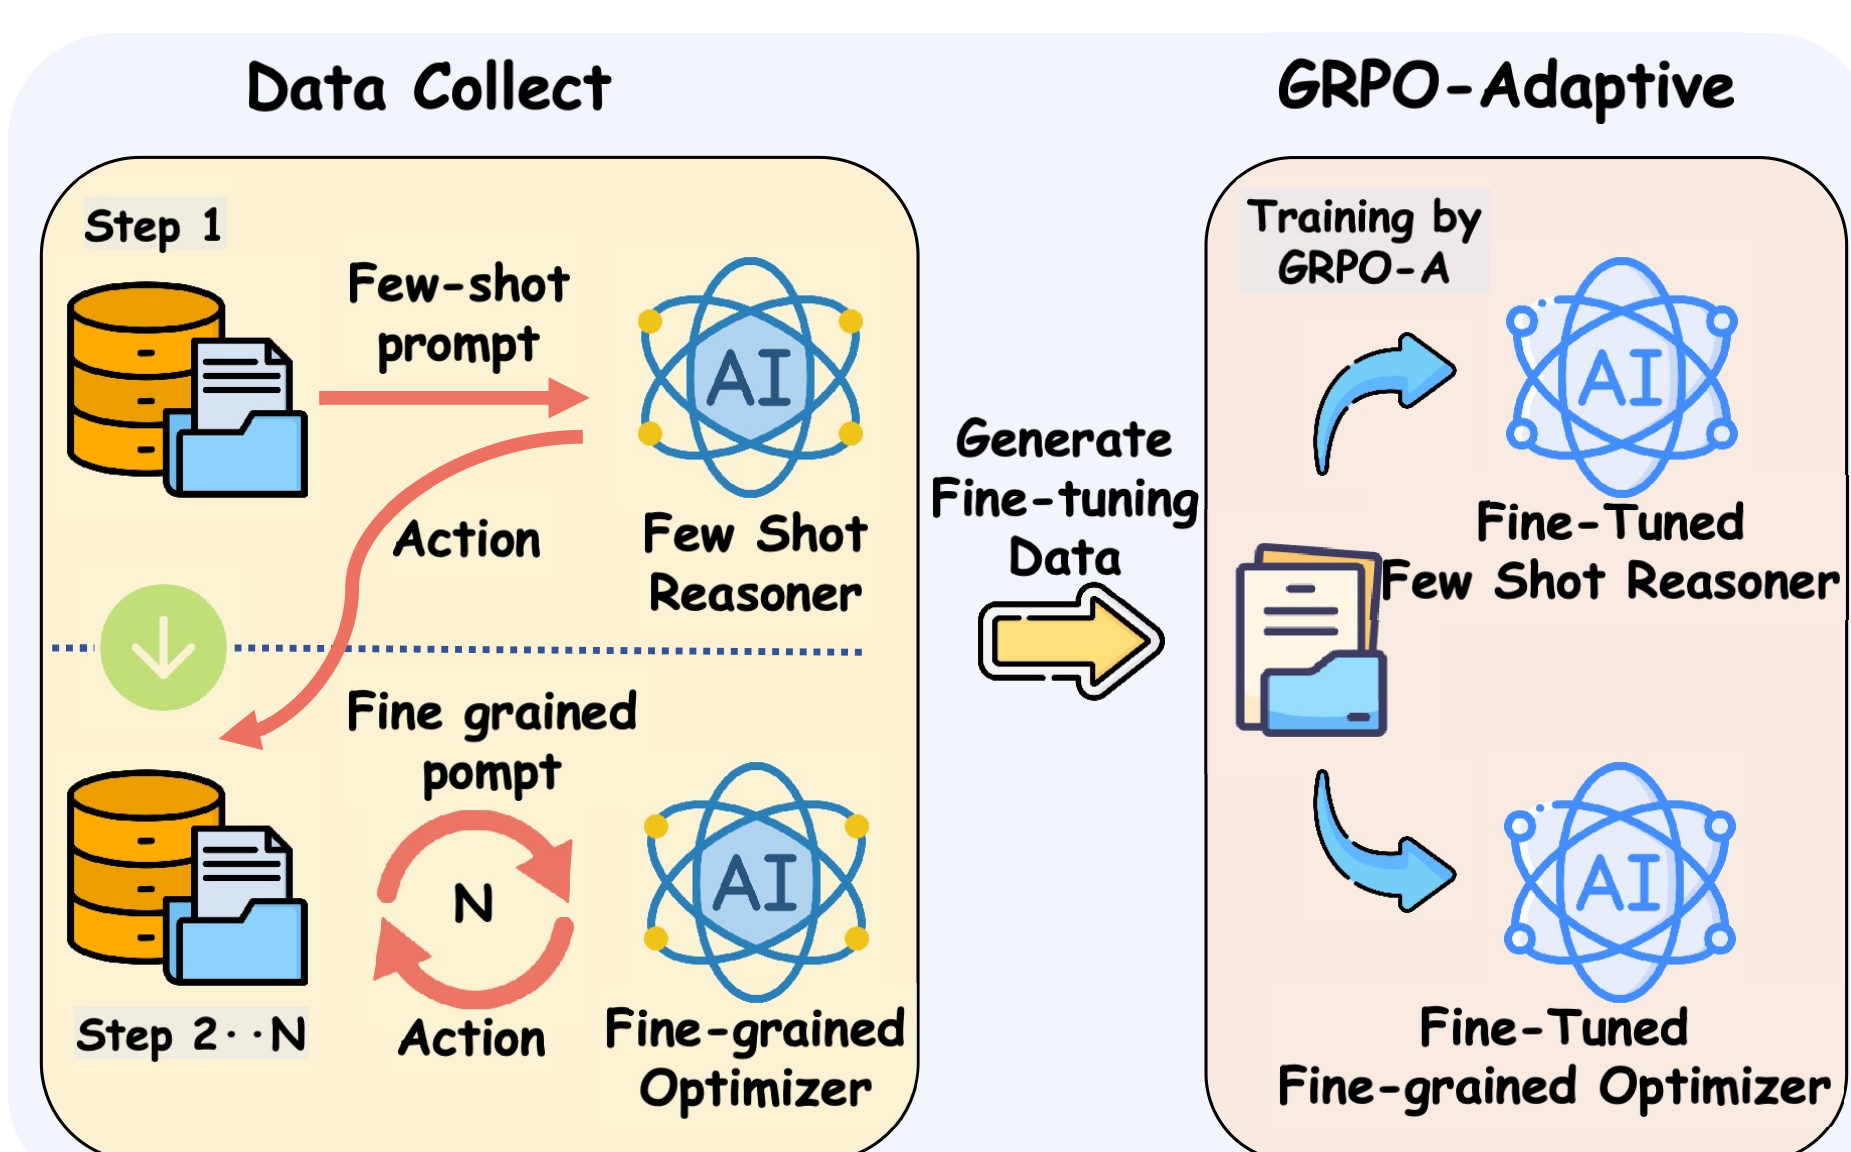 Data Collect
GRPO-Adaptive
Step 1
Few-shot
prompt
AI
Few Shot
Reasoner
Action
Fine grained
pompt
N
AI
Action
Step 2··N
Fine-grained
Optimizer
Generate
Fine-tuning
Data
Training by
GRPO-A
AI
Fine-Tuned
Few Shot Reasoner
AI
Fine-Tuned
Fine-grained Optimizer